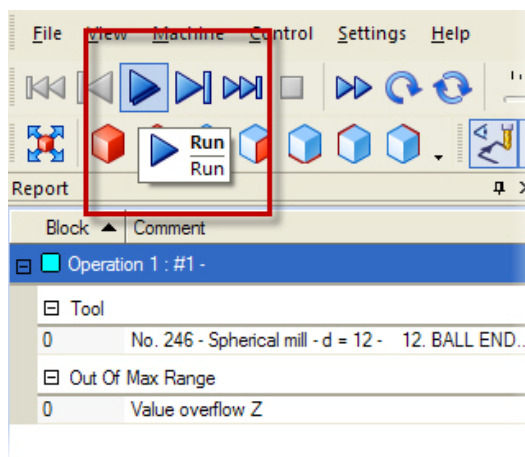 File View Machine Control Settings Help
Run
Run
Report
Block Comment
Operation 1 : #1 -
Tool
0 No. 246 - Spherical mill - d = 12 - 12. BALL END..
Out Of Max Range
0 Value overflow Z